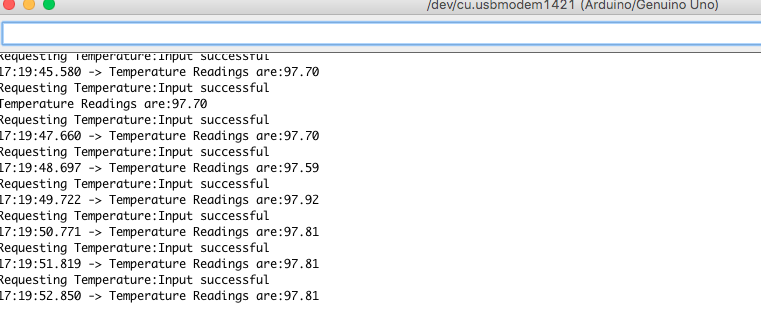 /dev/cu.usbmodem1421 (Arduino/Genuino Uno)
Requesting Temperature:Input successful
17:19:45.580 -> Temperature Readings are:97.70
Requesting Temperature:Input successful
Temperature Readings are:97.70
Requesting Temperature:Input successful
17:19:47.660 -> Temperature Readings are:97.70
Requesting Temperature:Input successful
17:19:48.697 -> Temperature Readings are:97.59
Requesting Temperature:Input successful
17:19:49.722 -> Temperature Readings are:97.92
Requesting Temperature:Input successful
17:19:50.771 -> Temperature Readings are:97.81
Requesting Temperature:Input successful
17:19:51.819 -> Temperature Readings are:97.81
Requesting Temperature:Input successful
17:19:52.850 -> Temperature Readings are:97.81